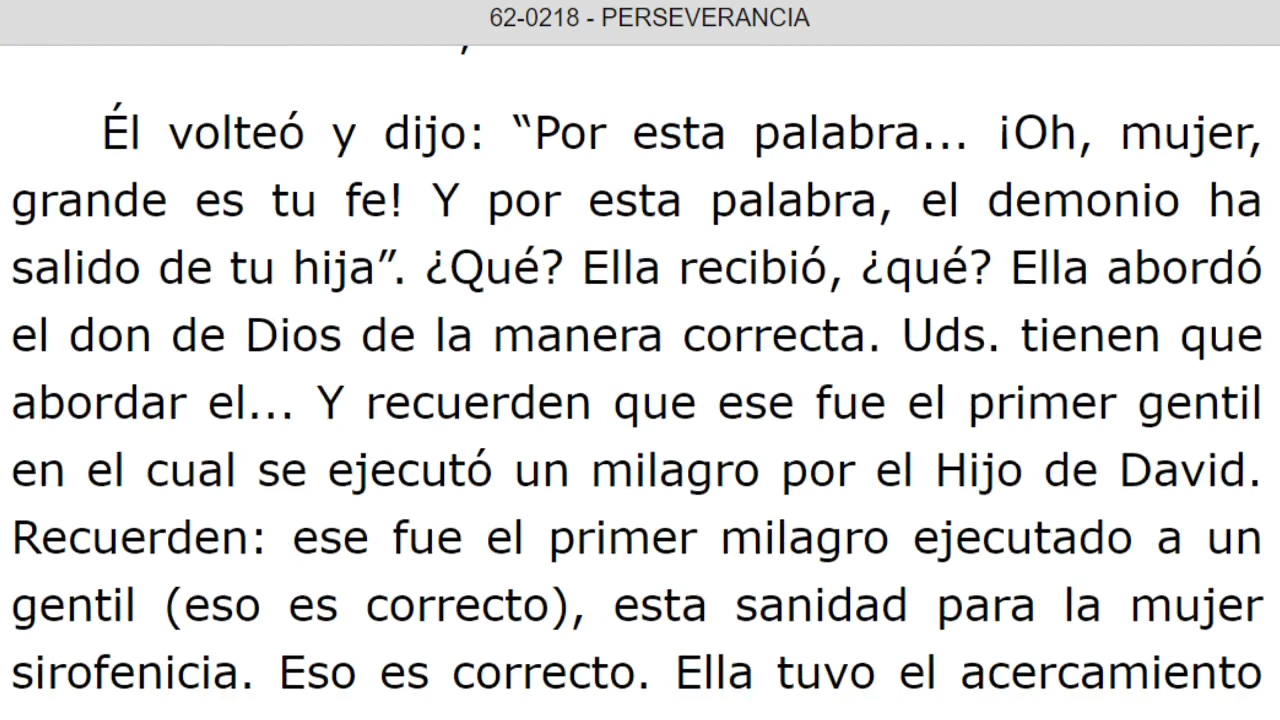 62-0218 - PERSEVERANCIA
Él volteó y dijo: “Por esta palabra... ¡Oh, mujer,
grande es tu fe! Y por esta palabra, el demonio ha
salido de tu hija”. ¿Qué? Ella recibió, ¿qué? Ella abordó
el don de Dios de la manera correcta. Uds. tienen que
abordar el... Y recuerden que ese fue el primer gentil
en el cual se ejecutó un milagro por el Hijo de David.
Recuerden: ese fue el primer milagro ejecutado a un
gentil (eso es correcto), esta sanidad para la mujer
sirofenicia. Eso es correcto. Ella tuvo el acercamiento